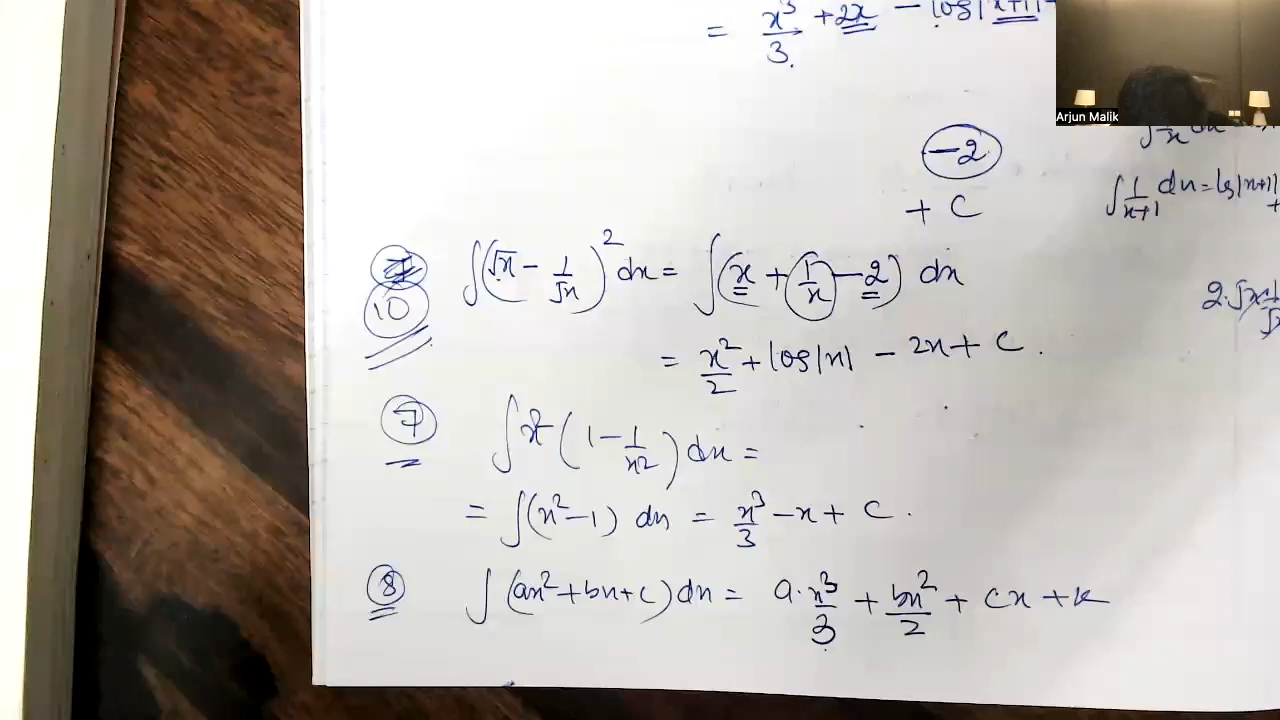 = x³/3 + 2x - log|x+1|
Arjun Malik
-2
+ C
∫ 1/(x+1) dx = log|x+1|
⑩ ∫(√x - 1/√x)² dx = ∫(x + 1/x - 2) dx
= x²/2 + log|x| - 2x + C.
⑦ ∫x²(1 - 1/x²) dx =
= ∫(x² - 1) dx = x³/3 - x + C.
⑧ ∫(ax² + bx + c) dx = a·x³/3 + bx²/2 + cx + k